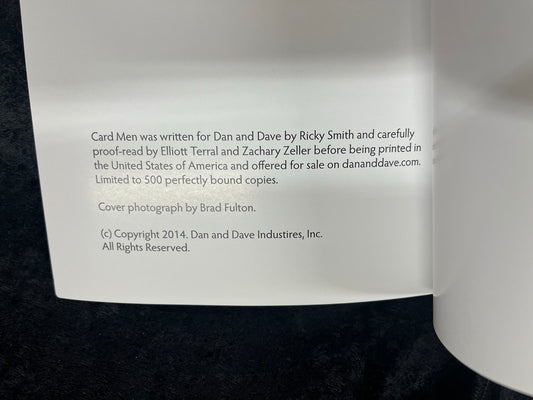 Card Men was written for Dan and Dave by Ricky Smith and carefully
proof-read by Elliott Terral and Zachary Zeller before being printed in
the United States of America and offered for sale on dananddave.com.
Limited to 500 perfectly bound copies.
Cover photograph by Brad Fulton.
(c) Copyright 2014. Dan and Dave Industires, Inc.
All Rights Reserved.